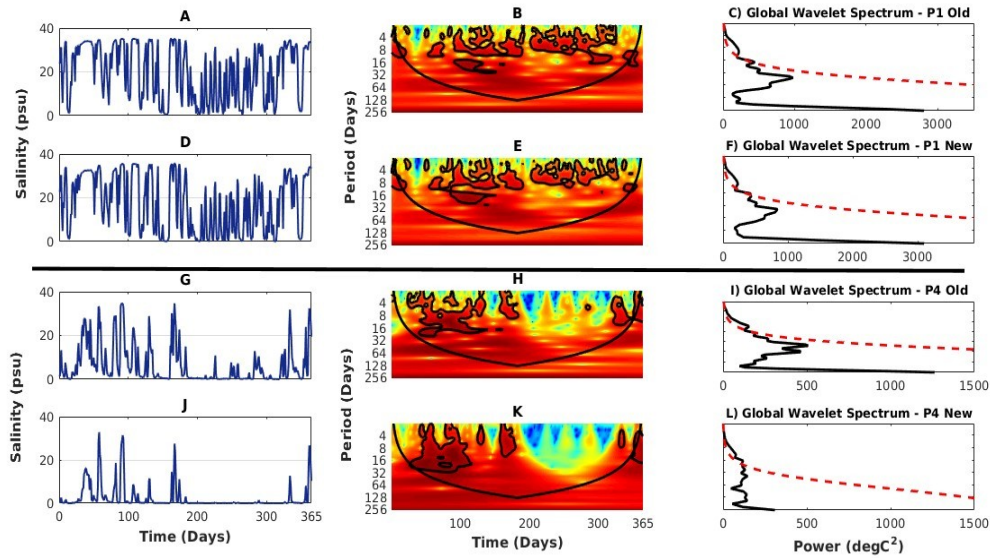 A
B
C) Global Wavelet Spectrum - P1 Old
40
20
0
4
8
16
32
64
128
256
0
1000
2000
3000
D
E
F) Global Wavelet Spectrum - P1 New
40
20
0
4
8
16
32
64
128
256
0
1000
2000
3000
Salinity (psu)
Period (Days)
G
H
I) Global Wavelet Spectrum - P4 Old
40
20
0
4
8
16
32
64
128
256
0
500
1000
1500
J
K
L) Global Wavelet Spectrum - P4 New
40
20
0
4
8
16
32
64
128
256
Salinity (psu)
Period (Days)
0 100 200 300 365
100 200 300 365
0 500 1000 1500
Time (Days)
Time (Days)
Power (degC²)